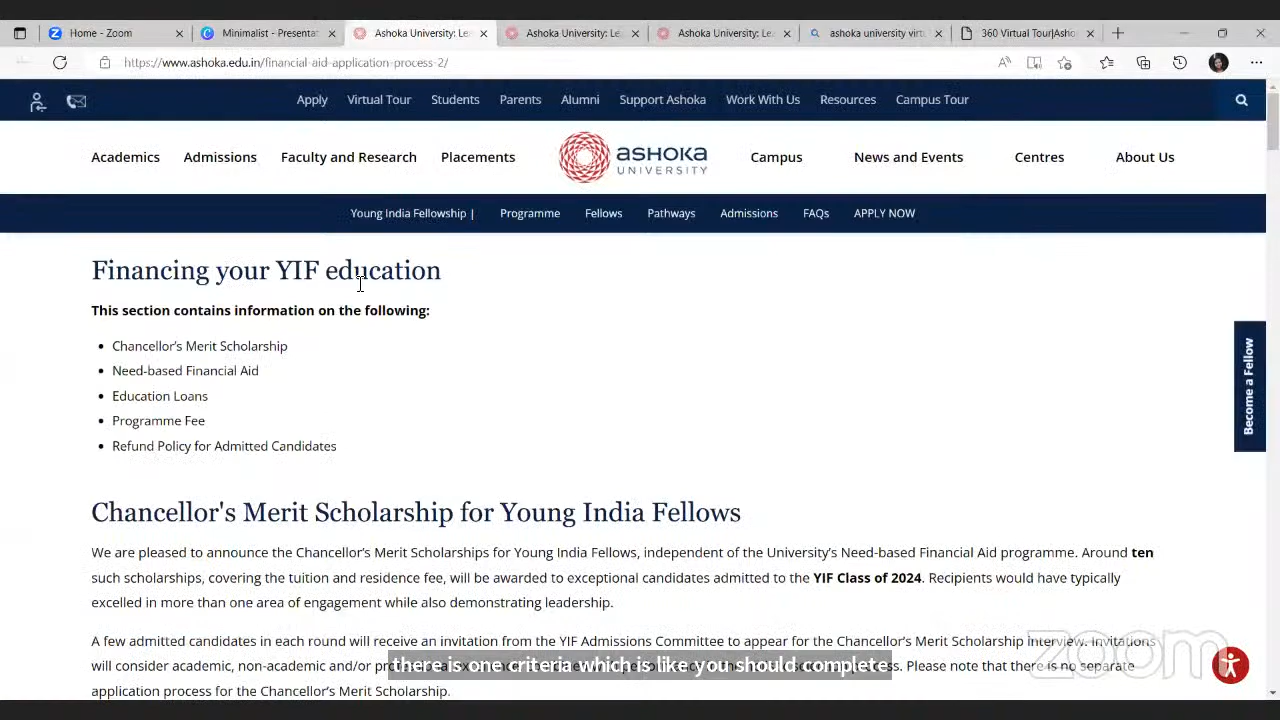 Home - Zoom
Minimalist - Presentat
Ashoka University: Le
Ashoka University: Le
Ashoka University: Le
ashoka university virtu
360 Virtual Tour|Asho
https://www.ashoka.edu.in/financial-aid-application-process-2/
Apply Virtual Tour Students Parents Alumni Support Ashoka Work With Us Resources Campus Tour
Academics Admissions Faculty and Research Placements ASHOKA UNIVERSITY Campus News and Events Centres About Us
Young India Fellowship | Programme Fellows Pathways Admissions FAQs APPLY NOW
Financing your YIF education
This section contains information on the following:
• Chancellor's Merit Scholarship
• Need-based Financial Aid
• Education Loans
• Programme Fee
• Refund Policy for Admitted Candidates
Become a Fellow
Chancellor's Merit Scholarship for Young India Fellows
We are pleased to announce the Chancellor's Merit Scholarships for Young India Fellows, independent of the University's Need-based Financial Aid programme. Around ten
such scholarships, covering the tuition and residence fee, will be awarded to exceptional candidates admitted to the YIF Class of 2024. Recipients would have typically
excelled in more than one area of engagement while also demonstrating leadership.
A few admitted candidates in each round will receive an invitation from the YIF Admissions Committee to appear for the Chancellor's Merit Scholarship interview. Invitations
will consider academic, non-academic and/or Please note that there is no separate
application process for the Chancellor's Merit Scholarship.
there is one criteria which is like you should complete
zoom